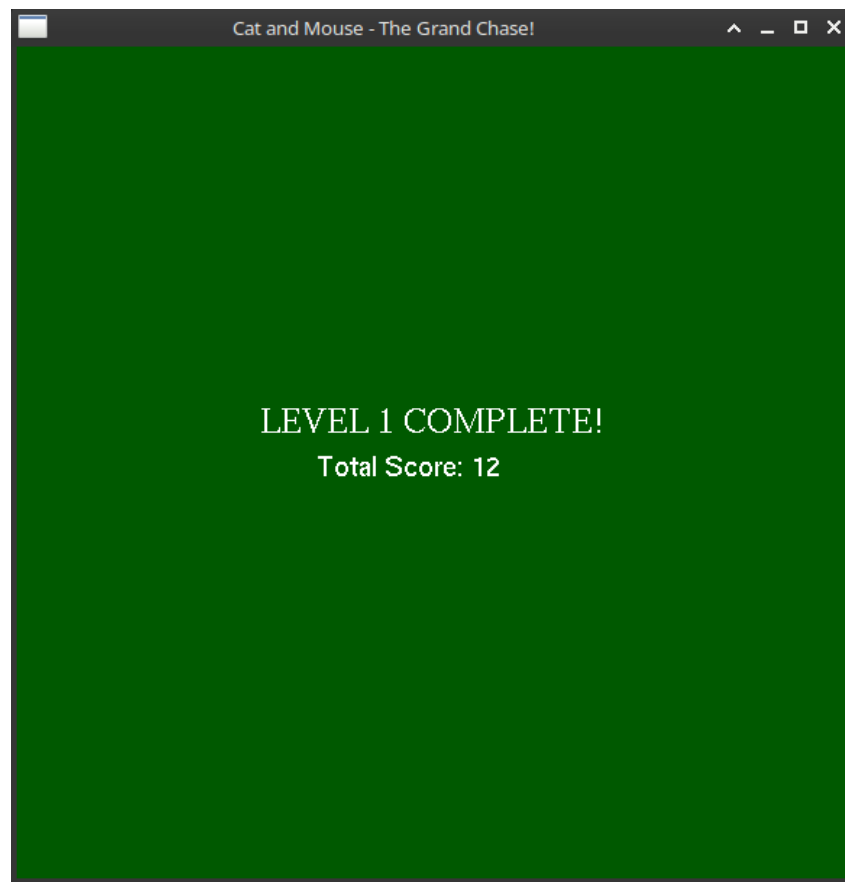 Cat and Mouse - The Grand Chase!
LEVEL 1 COMPLETE!
Total Score: 12